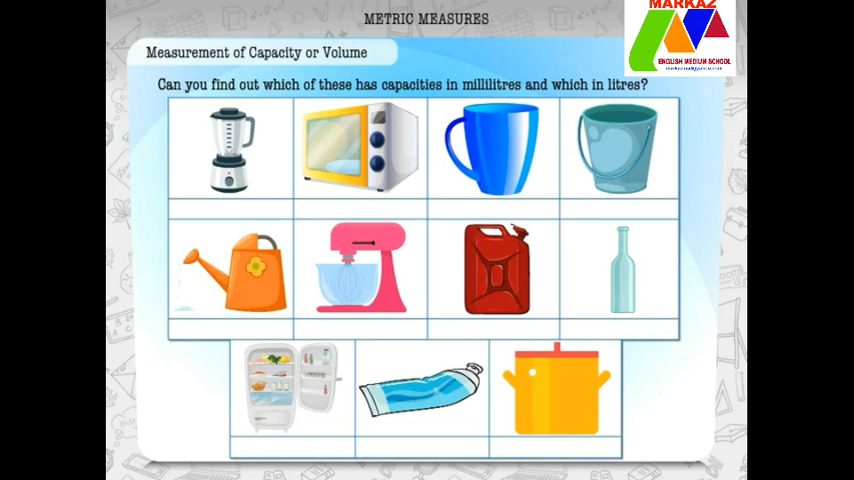 METRIC MEASURES
MARKAZ
ENGLISH MEDIUM SCHOOL
Measurement of Capacity or Volume
Can you find out which of these has capacities in millilitres and which in litres?